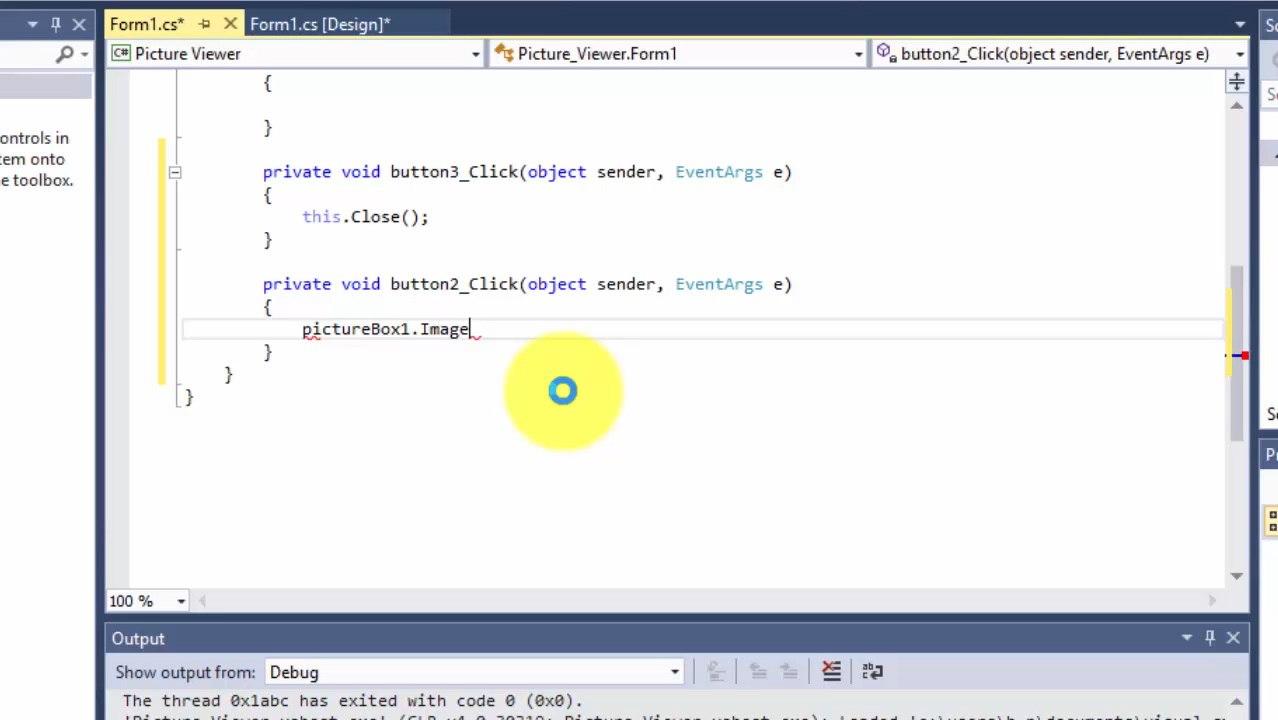 Form1.cs*
Form1.cs [Design]*
C# Picture Viewer
Picture_Viewer.Form1
button2_Click(object sender, EventArgs e)
ontrols in
tem onto
e toolbox.
{
}
private void button3_Click(object sender, EventArgs e)
{
this.Close();
}
private void button2_Click(object sender, EventArgs e)
{
pictureBox1.Image
}
}
}
100 %
Output
Show output from: Debug
The thread 0x1abc has exited with code 0 (0x0).